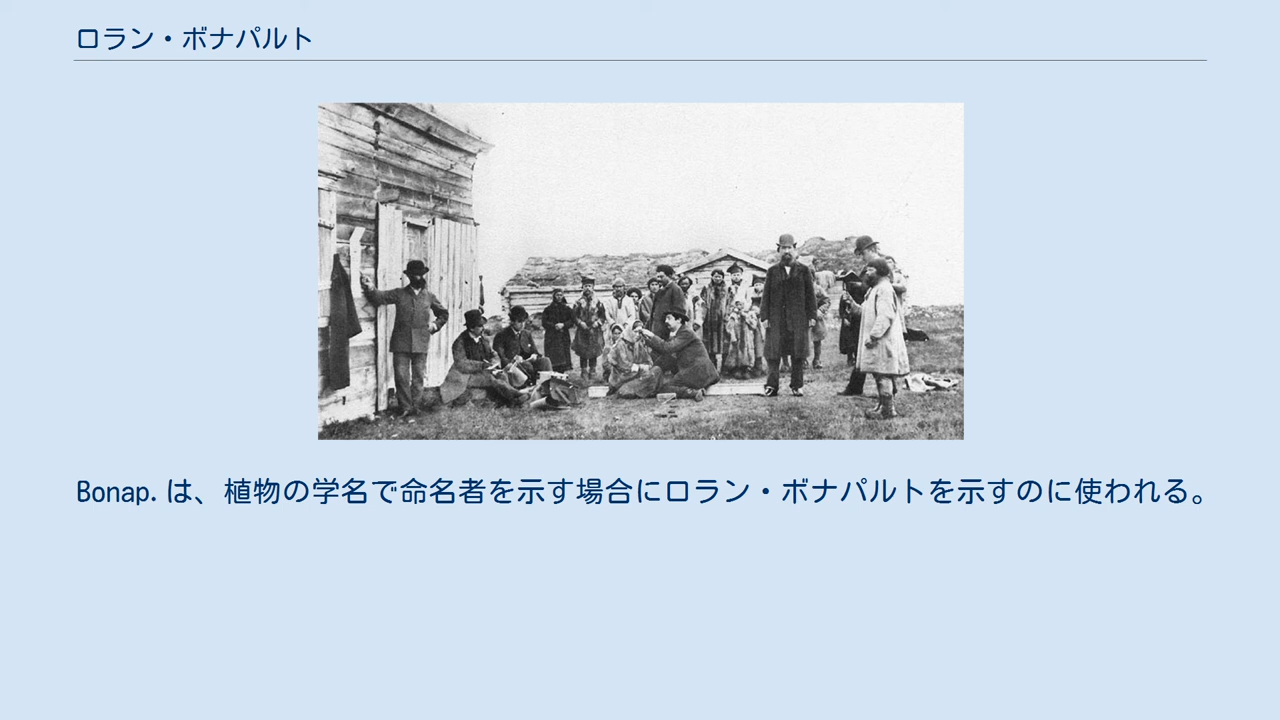 ロラン・ボナパルト
Bonap. は、植物の学名で命名者を示す場合にロラン・ボナパルトを示すのに使われる。